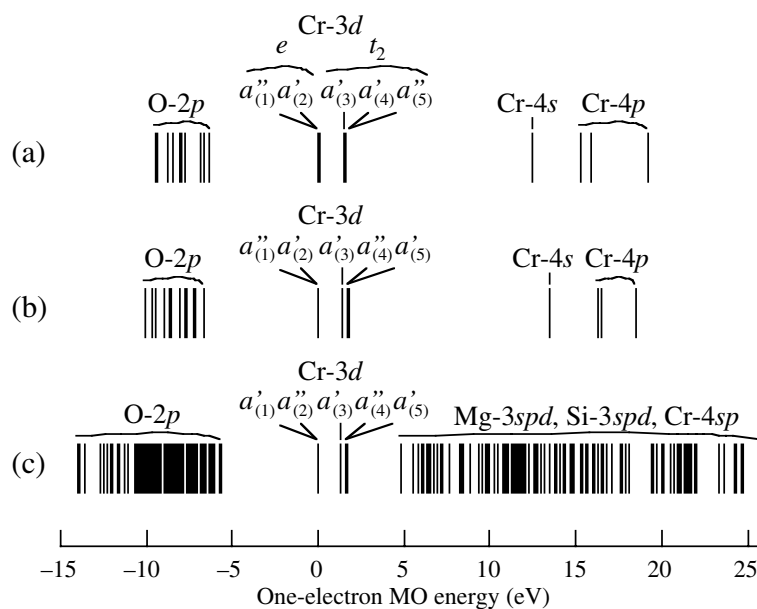 Cr-3d
e t₂
O-2p a''(1) a'(2) a'(3) a'(4) a''(5) Cr-4s Cr-4p
(a)
Cr-3d
O-2p a''(1) a'(2) a'(3) a''(4) a'(5) Cr-4s Cr-4p
(b)
Cr-3d
O-2p a'(1) a''(2) a'(3) a''(4) a'(5) Mg-3spd, Si-3spd, Cr-4sp
(c)
−15 −10 −5 0 5 10 15 20 25
One-electron MO energy (eV)